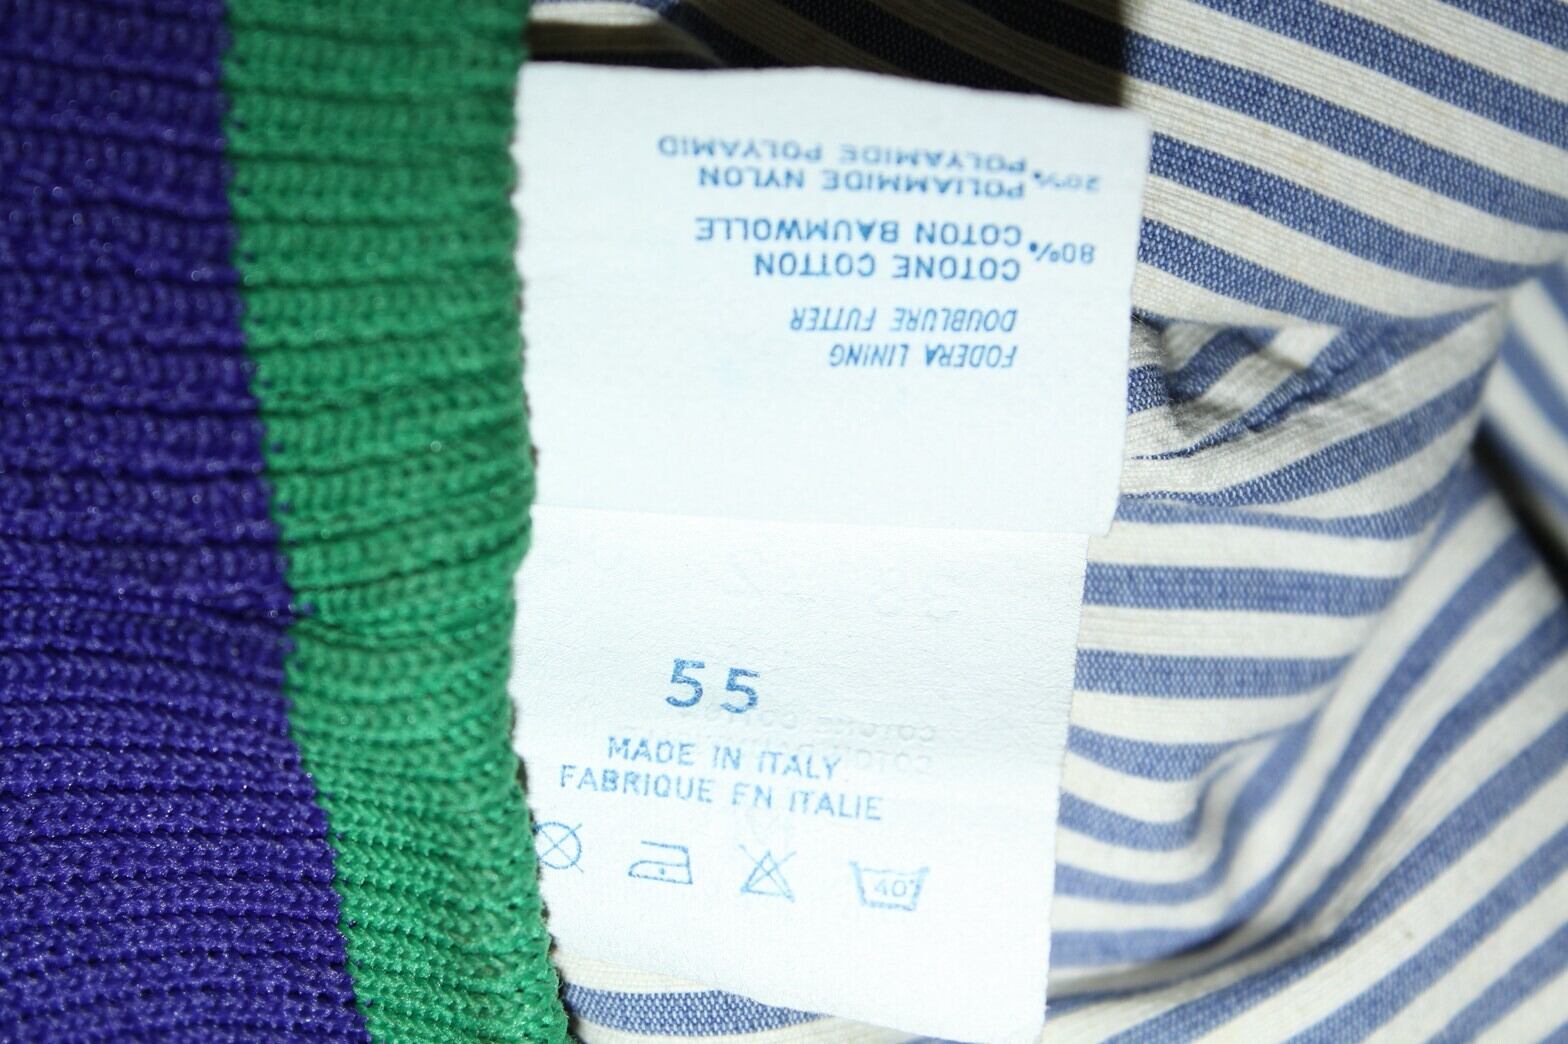 FODERA LINING
DOUBLURE FUTTER
80% COTONE COTTON
COTON BAUMWOLLE
20% POLIAMMIDE NYLON
POLYAMIDE POLYAMID
55
MADE IN ITALY
FABRIQUE EN ITALIE
40°